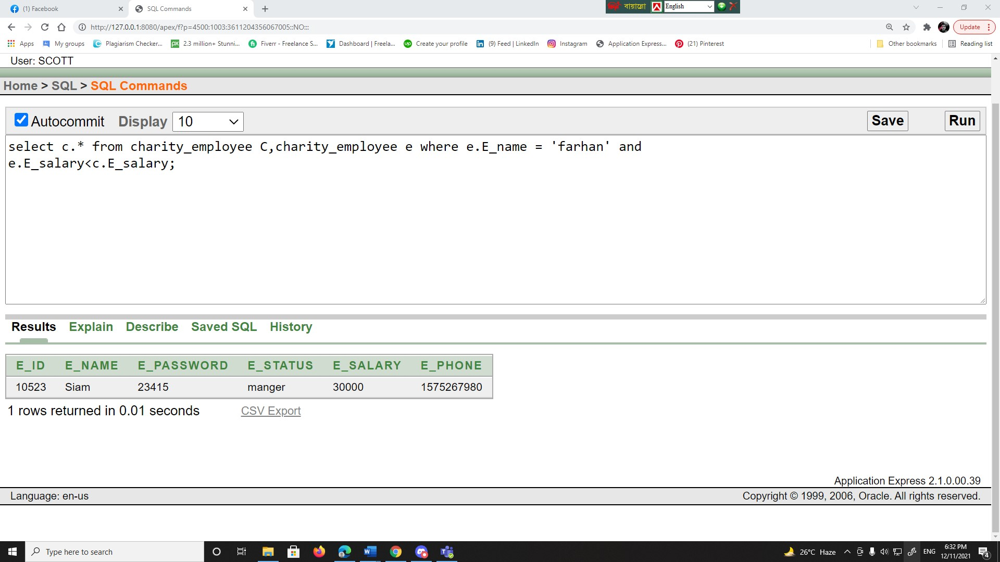 (1) Facebook
SQL Commands
বায়ান্নো
English
http://127.0.0.1:8080/apex/f?p=4500:1003:3611204356067005::NO:::
Update
Apps
My groups
Plagiarism Checker...
2.3 million+ Stunni...
Fiverr - Freelance S...
Dashboard | Freela...
Create your profile
(9) Feed | LinkedIn
Instagram
Application Express...
(21) Pinterest
Other bookmarks
Reading list
User: SCOTT
Home > SQL > SQL Commands
Autocommit Display 10 Save Run
select c.* from charity_employee C,charity_employee e where e.E_name = 'farhan' and
e.E_salary<c.E_salary;
Results Explain Describe Saved SQL History
E_ID E_NAME E_PASSWORD E_STATUS E_SALARY E_PHONE
10523 Siam 23415 manger 30000 1575267980
1 rows returned in 0.01 seconds CSV Export
Application Express 2.1.0.00.39
Language: en-us Copyright © 1999, 2006, Oracle. All rights reserved.
Type here to search
26°C Haze
ENG
6:32 PM
12/11/2021
4